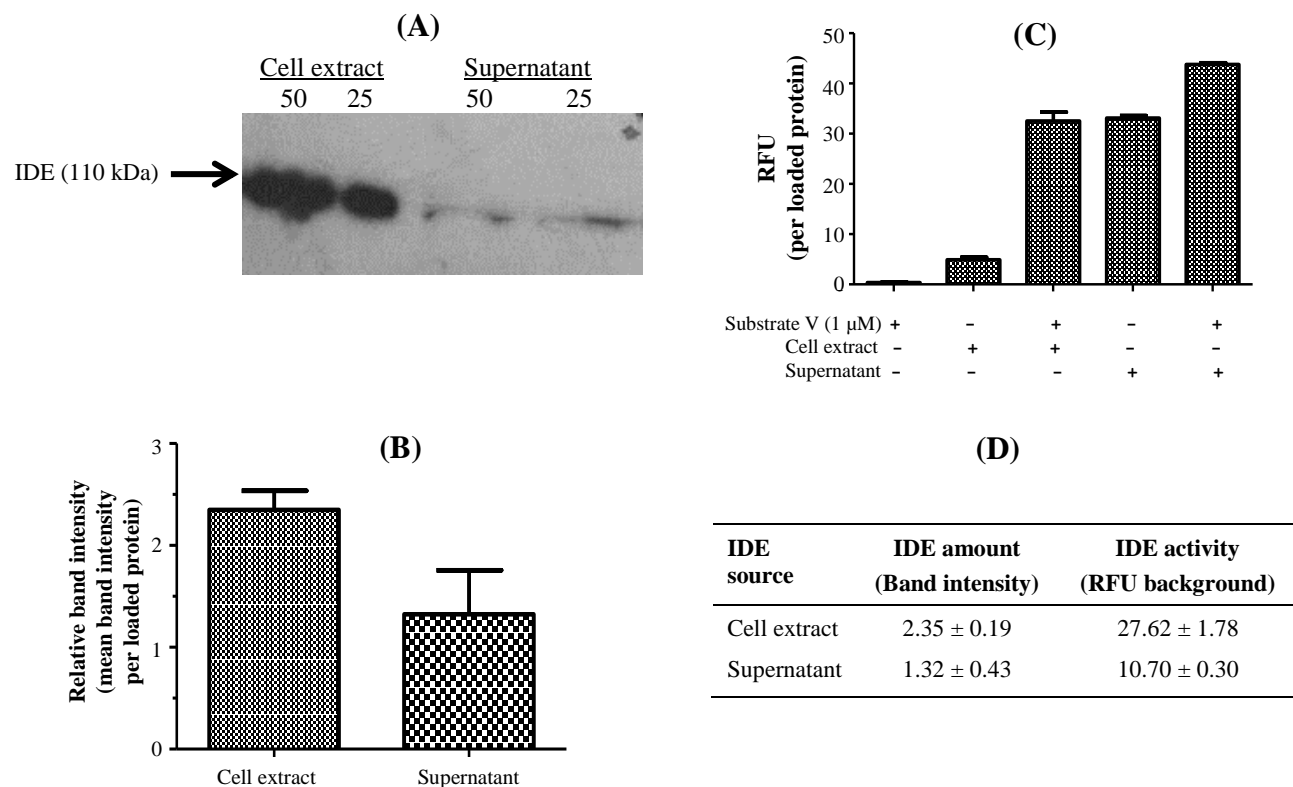 (A)
Cell extract Supernatant
50 25 50 25
IDE (110 kDa)
(C)
RFU
(per loaded protein)
50
40
30
20
10
0
Substrate V (1 µM) + – + – +
Cell extract – + + – –
Supernatant – – – + +
(B)
Relative band intensity
(mean band intensity
per loaded protein)
3
2
1
0
Cell extract Supernatant
(D)
IDE source
IDE amount (Band intensity)
IDE activity (RFU background)
Cell extract 2.35 ± 0.19 27.62 ± 1.78
Supernatant 1.32 ± 0.43 10.70 ± 0.30